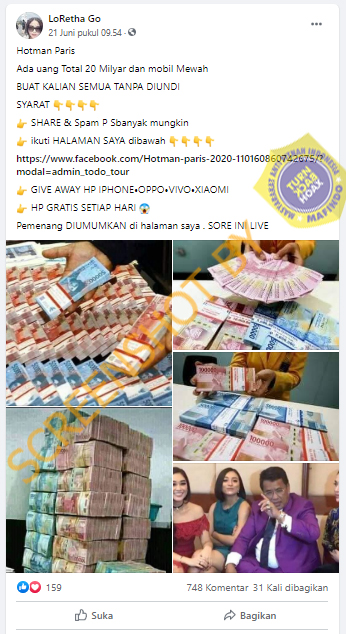 LoRetha Go
21 Juni pukul 09.54 ·
Hotman Paris
Ada uang Total 20 Milyar dan mobil Mewah
BUAT KALIAN SEMUA TANPA DIUNDI
SYARAT 👇👇👇👇
👉 SHARE & Spam P Sbanyak mungkin
👉 ikuti HALAMAN SAYA dibawah 👇👇👇👇
https://www.facebook.com/Hotman-paris-2020-110160860742675/?
modal=admin_todo_tour
👉 GIVE AWAY HP IPHONE•OPPO•VIVO•XIAOMI
👉 HP GRATIS SETIAP HARI 😱
Pemenang DIUMUMKAN di halaman saya . SORE INI LIVE
MASYARAKAT ANTI FITNAH INDONESIA
TURN BACK HOAX
MAFINDO
SCREENSHOT BY
100000
159
748 Komentar 31 Kali dibagikan
Suka
Bagikan